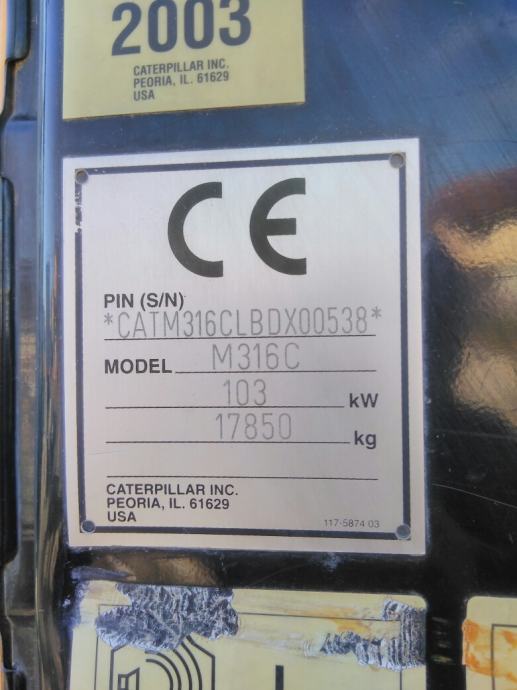 2003
CATERPILLAR INC.
PEORIA, IL. 61629
USA
CE
PIN (S/N)
*CATM316CLBDX00538*
MODEL M316C
103 kW
17850 kg
CATERPILLAR INC.
PEORIA, IL. 61629
USA
117-5874 03